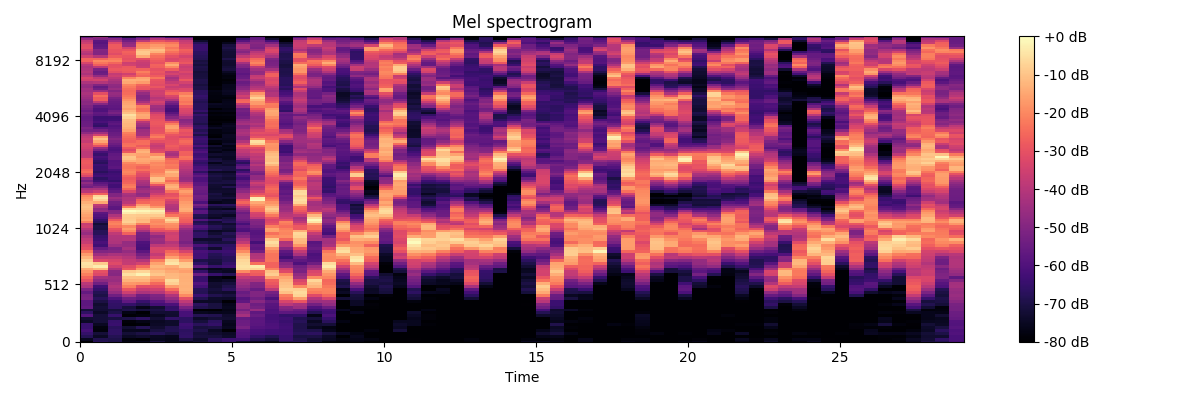 Mel spectrogram
8192
4096
2048
1024
512
0
Hz
0 5 10 15 20 25
Time
+0 dB
-10 dB
-20 dB
-30 dB
-40 dB
-50 dB
-60 dB
-70 dB
-80 dB